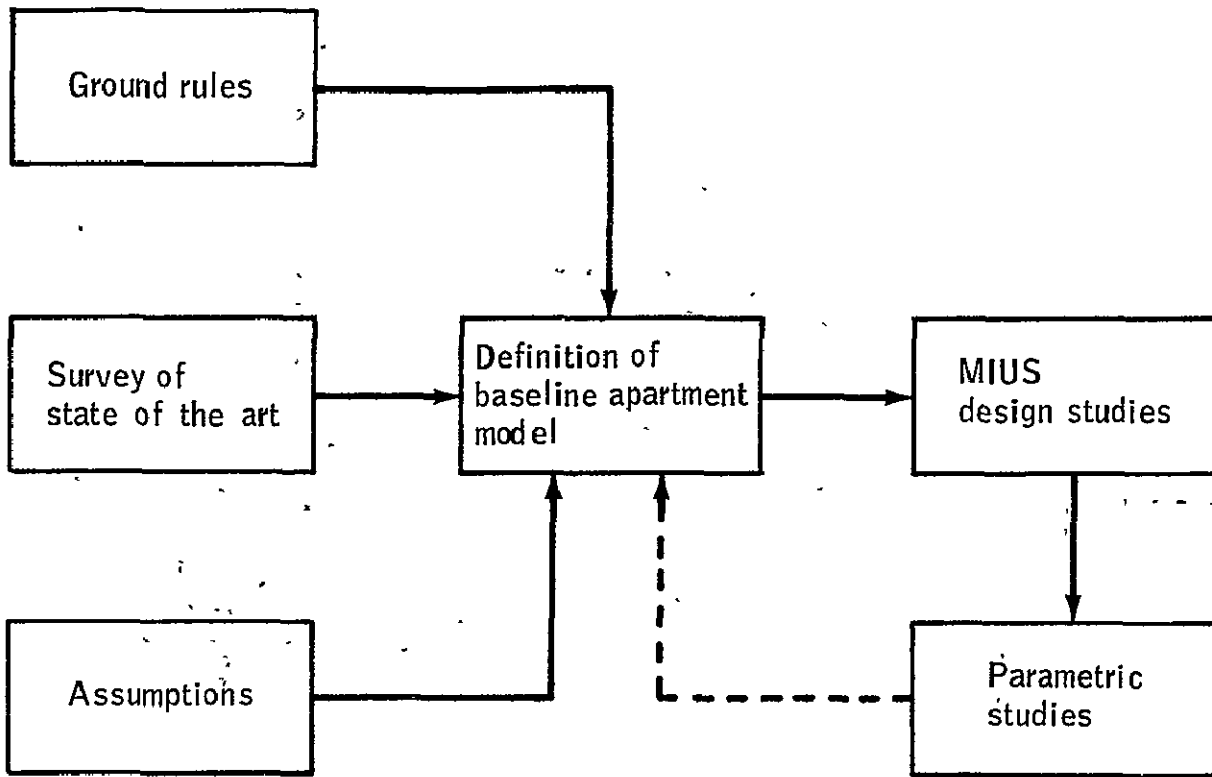 Ground rules
Survey of
state of the art
Definition of
baseline apartment
model
MIUS
design studies
Assumptions
Parametric
studies